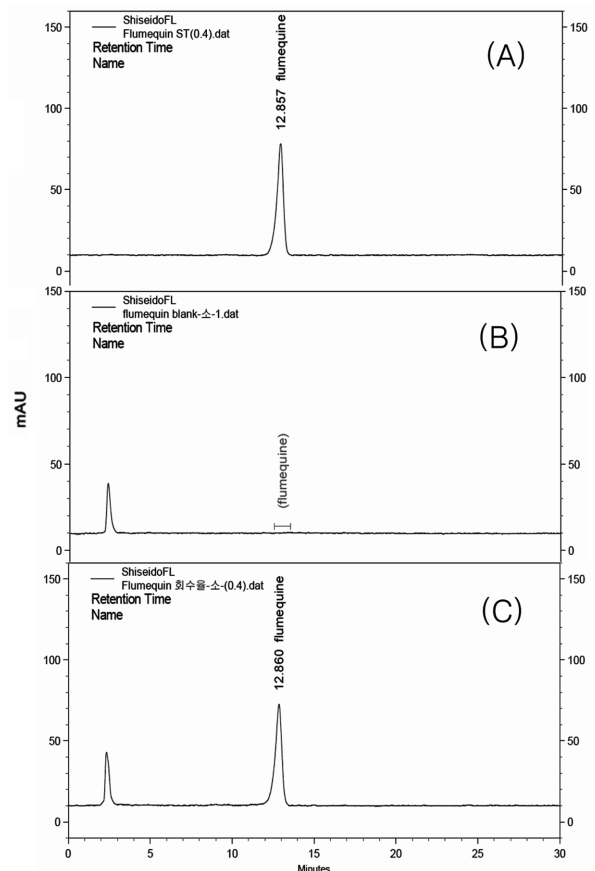 ShiseidoFL
Flumequin ST(0.4).dat
Retention Time
Name
12.857 flumequine
(A)
150
100
50
0
150
100
50
0
ShiseidoFL
flumequin blank-소-1.dat
Retention Time
Name
(flumequine)
(B)
150
100
50
0
150
100
50
0
mAU
ShiseidoFL
Flumequin 회수율-소-(0.4).dat
Retention Time
Name
12.860 flumequine
(C)
150
100
50
0
150
100
50
0
0 5 10 15 20 25 30
Minutes